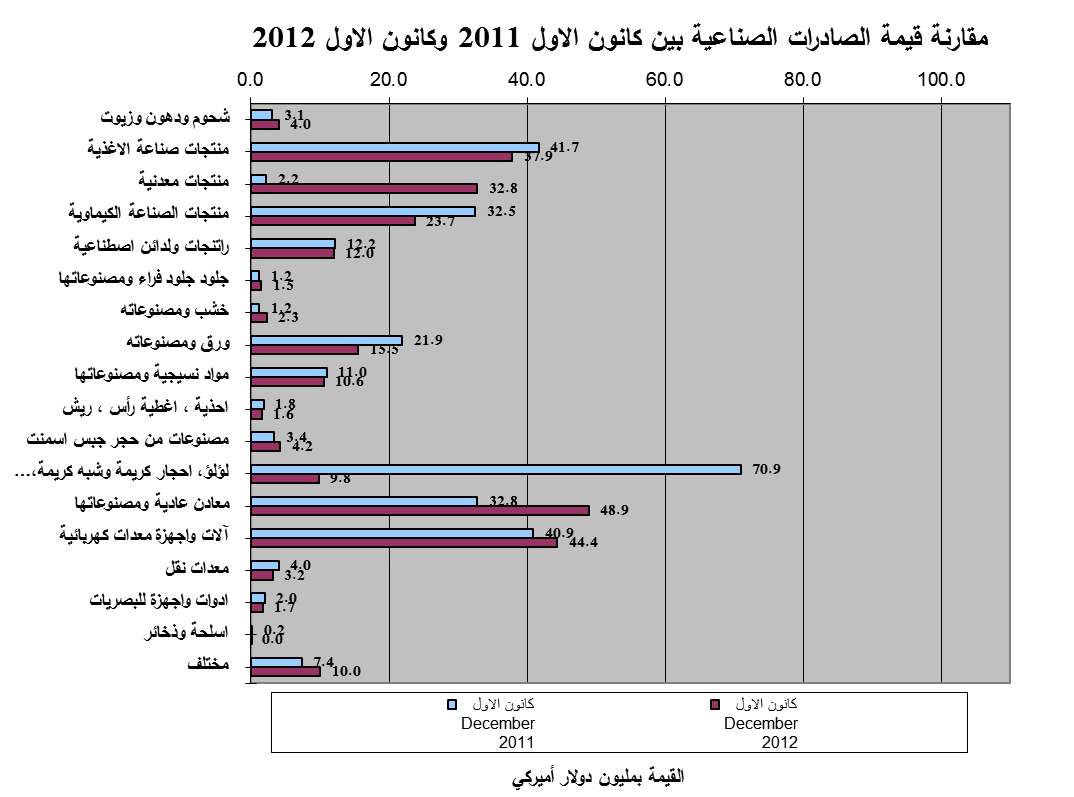 مقارنة قيمة الصادرات الصناعية بين كانون الاول 2011 وكانون الاول 2012
0.0 20.0 40.0 60.0 80.0 100.0
شحوم ودهون وزيوت 3.1 4.0
منتجات صناعة الاغذية 41.7 37.9
منتجات معدنية 2.2 32.8
منتجات الصناعة الكيماوية 32.5 23.7
راتنجات ولدائن اصطناعية 12.2 12.0
جلود جلود فراء ومصنوعاتها 1.2 1.5
خشب ومصنوعاته 1.2 2.3
ورق ومصنوعاته 21.9 15.5
مواد نسيجية ومصنوعاتها 11.0 10.6
احذية ، اغطية رأس ، ريش 1.8 1.6
مصنوعات من حجر جبس اسمنت 3.4 4.2
لؤلؤ، احجار كريمة وشبه كريمة،... 70.9 9.8
معادن عادية ومصنوعاتها 32.8 48.9
آلات واجهزة معدات كهربائية 40.9 44.4
معدات نقل 4.0 3.2
ادوات واجهزة للبصريات 2.0 1.7
اسلحة وذخائر 0.2 0.0
مختلف 7.4 10.0
كانون الاول
December
2011
كانون الاول
December
2012
القيمة بمليون دولار أميركي